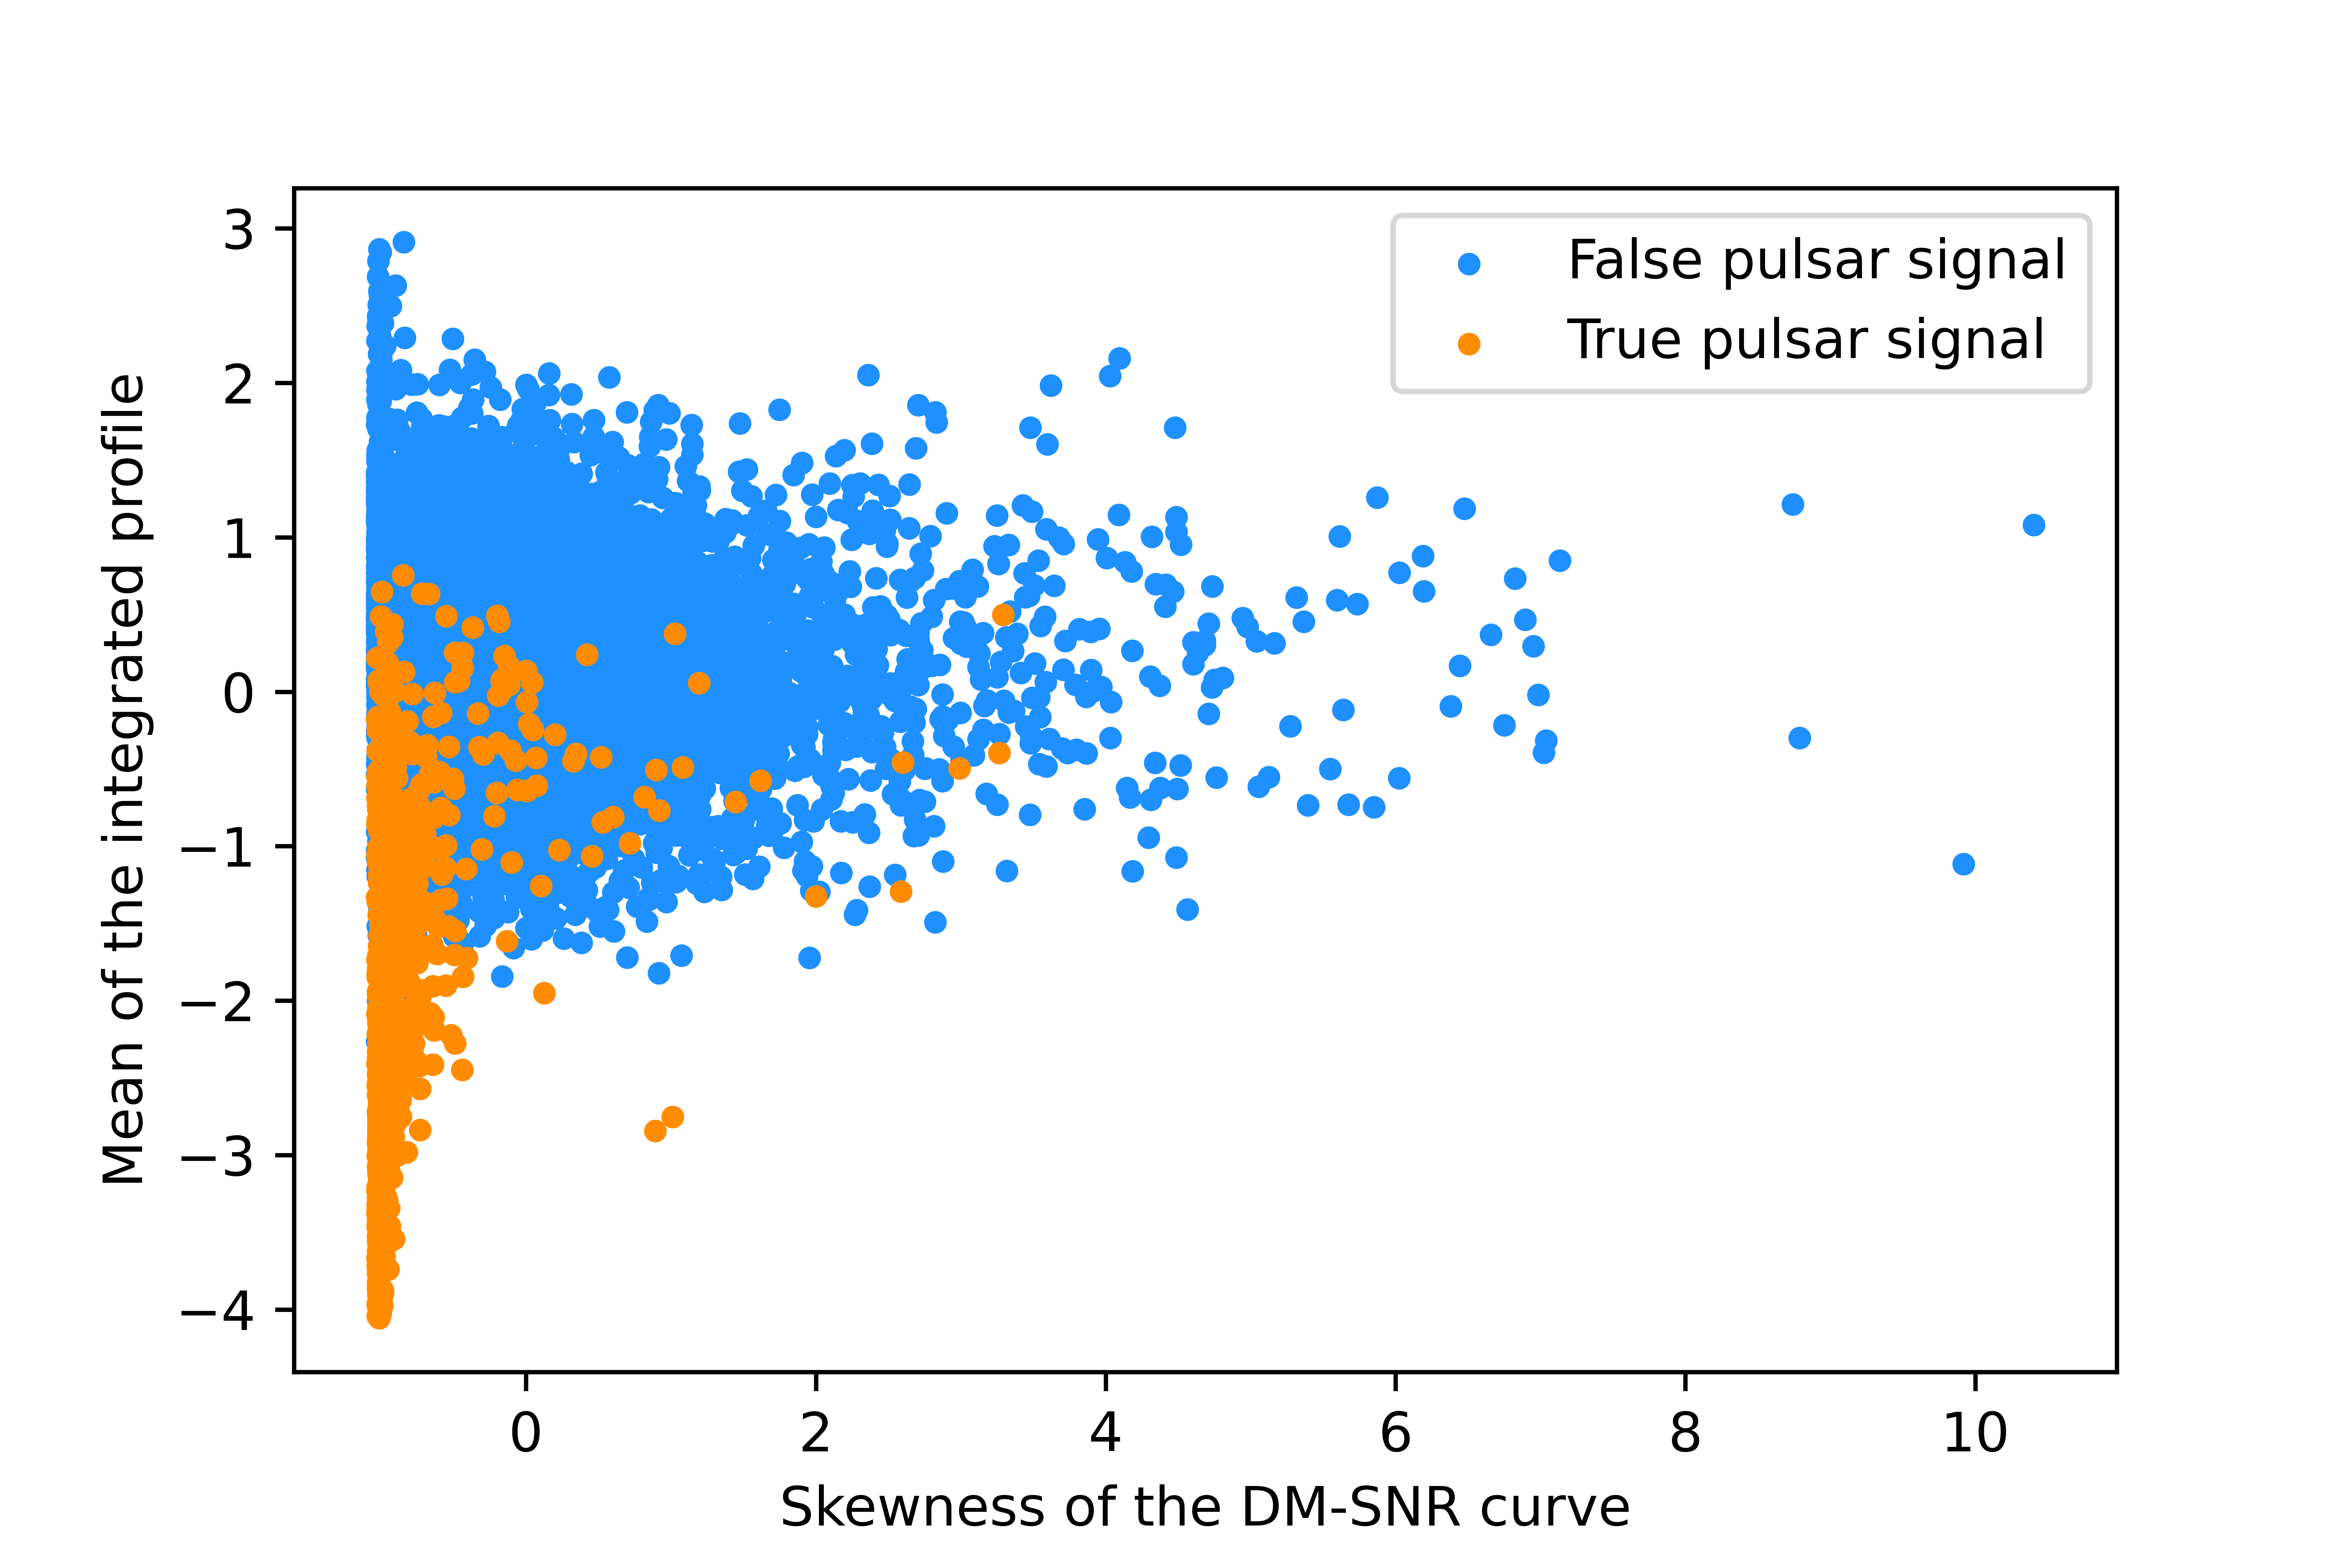 3
2
1
0
−1
−2
−3
−4
Mean of the integrated profile
False pulsar signal
True pulsar signal
0 2 4 6 8 10
Skewness of the DM-SNR curve